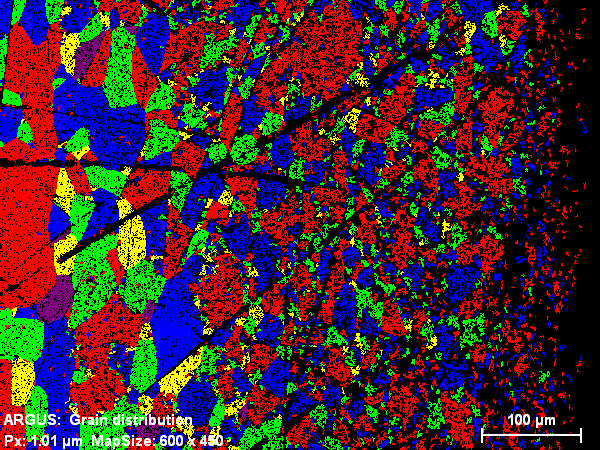 100 µm
ARGUS: Grain distribution
Px: 1.01 µm MapSize: 600 x 450